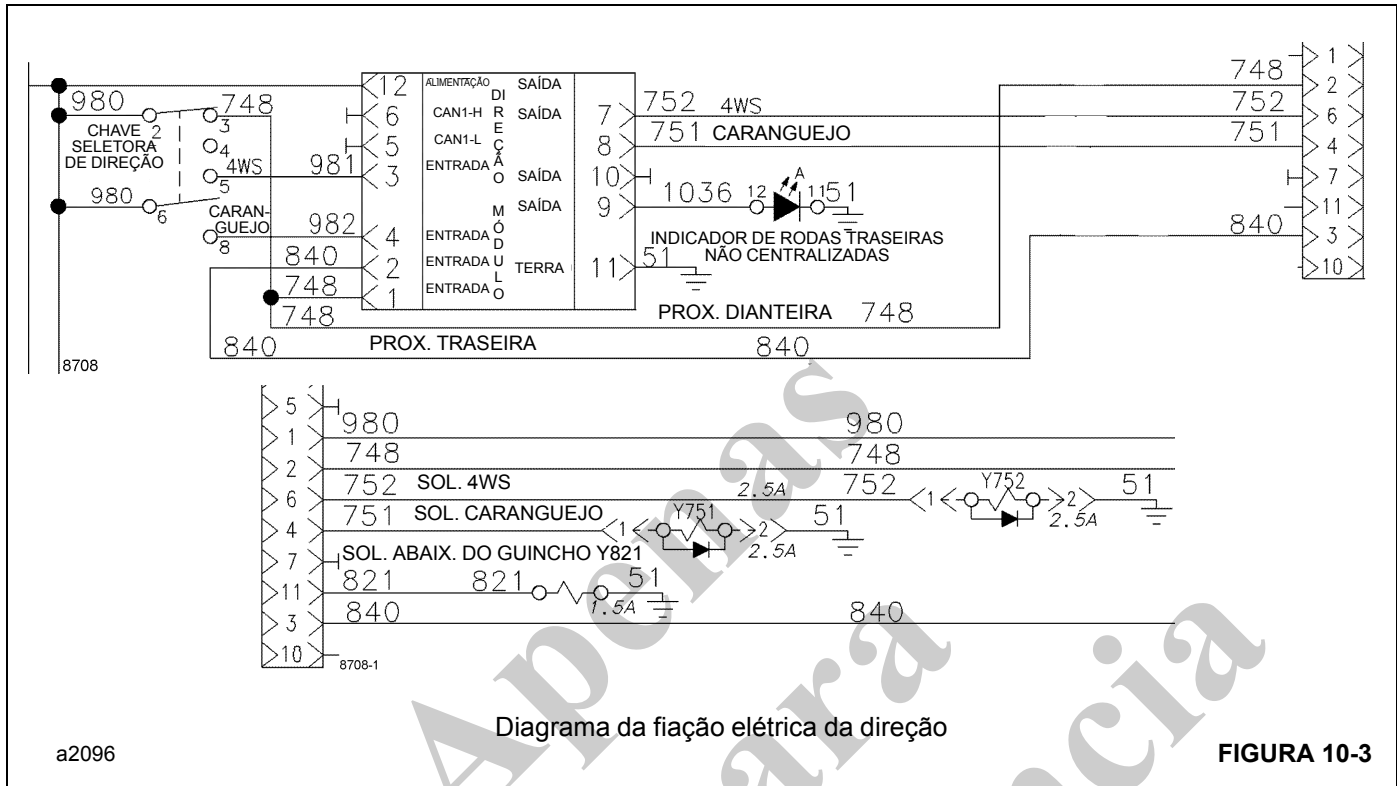 980
CHAVE 2
SELETORA
DE DIREÇÃO
748
3
4
4WS
5
981
980
6
CARAN-
GUEJO
8
982
840
748
748
840
8708
12 ALIMENTAÇÃO SAÍDA
6 CAN1-H SAÍDA 7
5 CAN1-L 8
3 ENTRADA SAÍDA 10
SAÍDA 9
4 ENTRADA
2 ENTRADA TERRA 11
1 ENTRADA
DIREÇÃO
MÓDULO
752 4WS
751 CARANGUEJO
1036 12 A 11 51
INDICADOR DE RODAS TRASEIRAS
NÃO CENTRALIZADAS
51
PROX. DIANTEIRA 748
PROX. TRASEIRA 840
1
748 2
752 6
751 4
7
11
840 3
10
5
1 980 980
2 748 748
6 752 SOL. 4WS 2.5A 752 1 Y752 2 51
2.5A
4 751 SOL. CARANGUEJO 1 Y751 2 51
2.5A
7 SOL. ABAIX. DO GUINCHO Y821
11 821 821 51
1.5A
3 840 840
10 8708-1
Diagrama da fiação elétrica da direção
a2096
FIGURA 10-3
Apenas
para